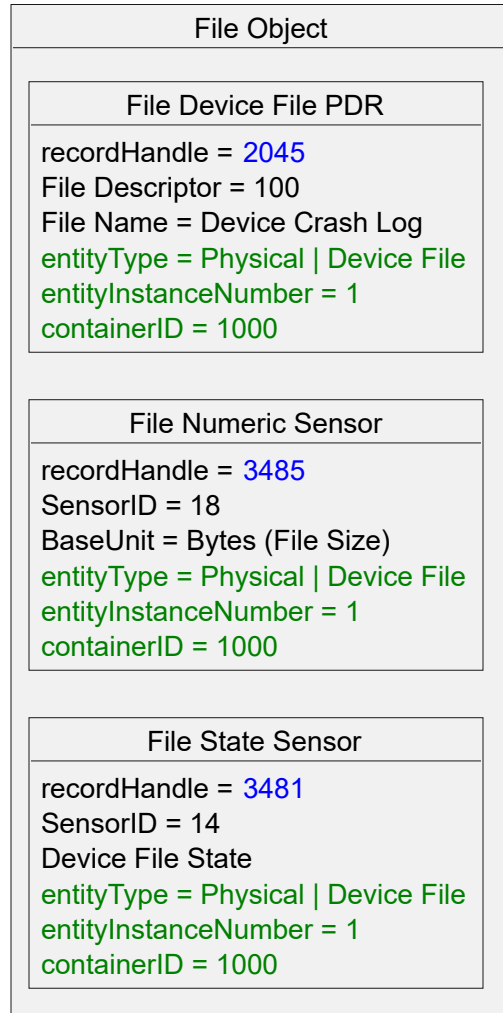 File Object
File Device File PDR
recordHandle = 2045
File Descriptor = 100
File Name = Device Crash Log
entityType = Physical | Device File
entityInstanceNumber = 1
containerID = 1000
File Numeric Sensor
recordHandle = 3485
SensorID = 18
BaseUnit = Bytes (File Size)
entityType = Physical | Device File
entityInstanceNumber = 1
containerID = 1000
File State Sensor
recordHandle = 3481
SensorID = 14
Device File State
entityType = Physical | Device File
entityInstanceNumber = 1
containerID = 1000